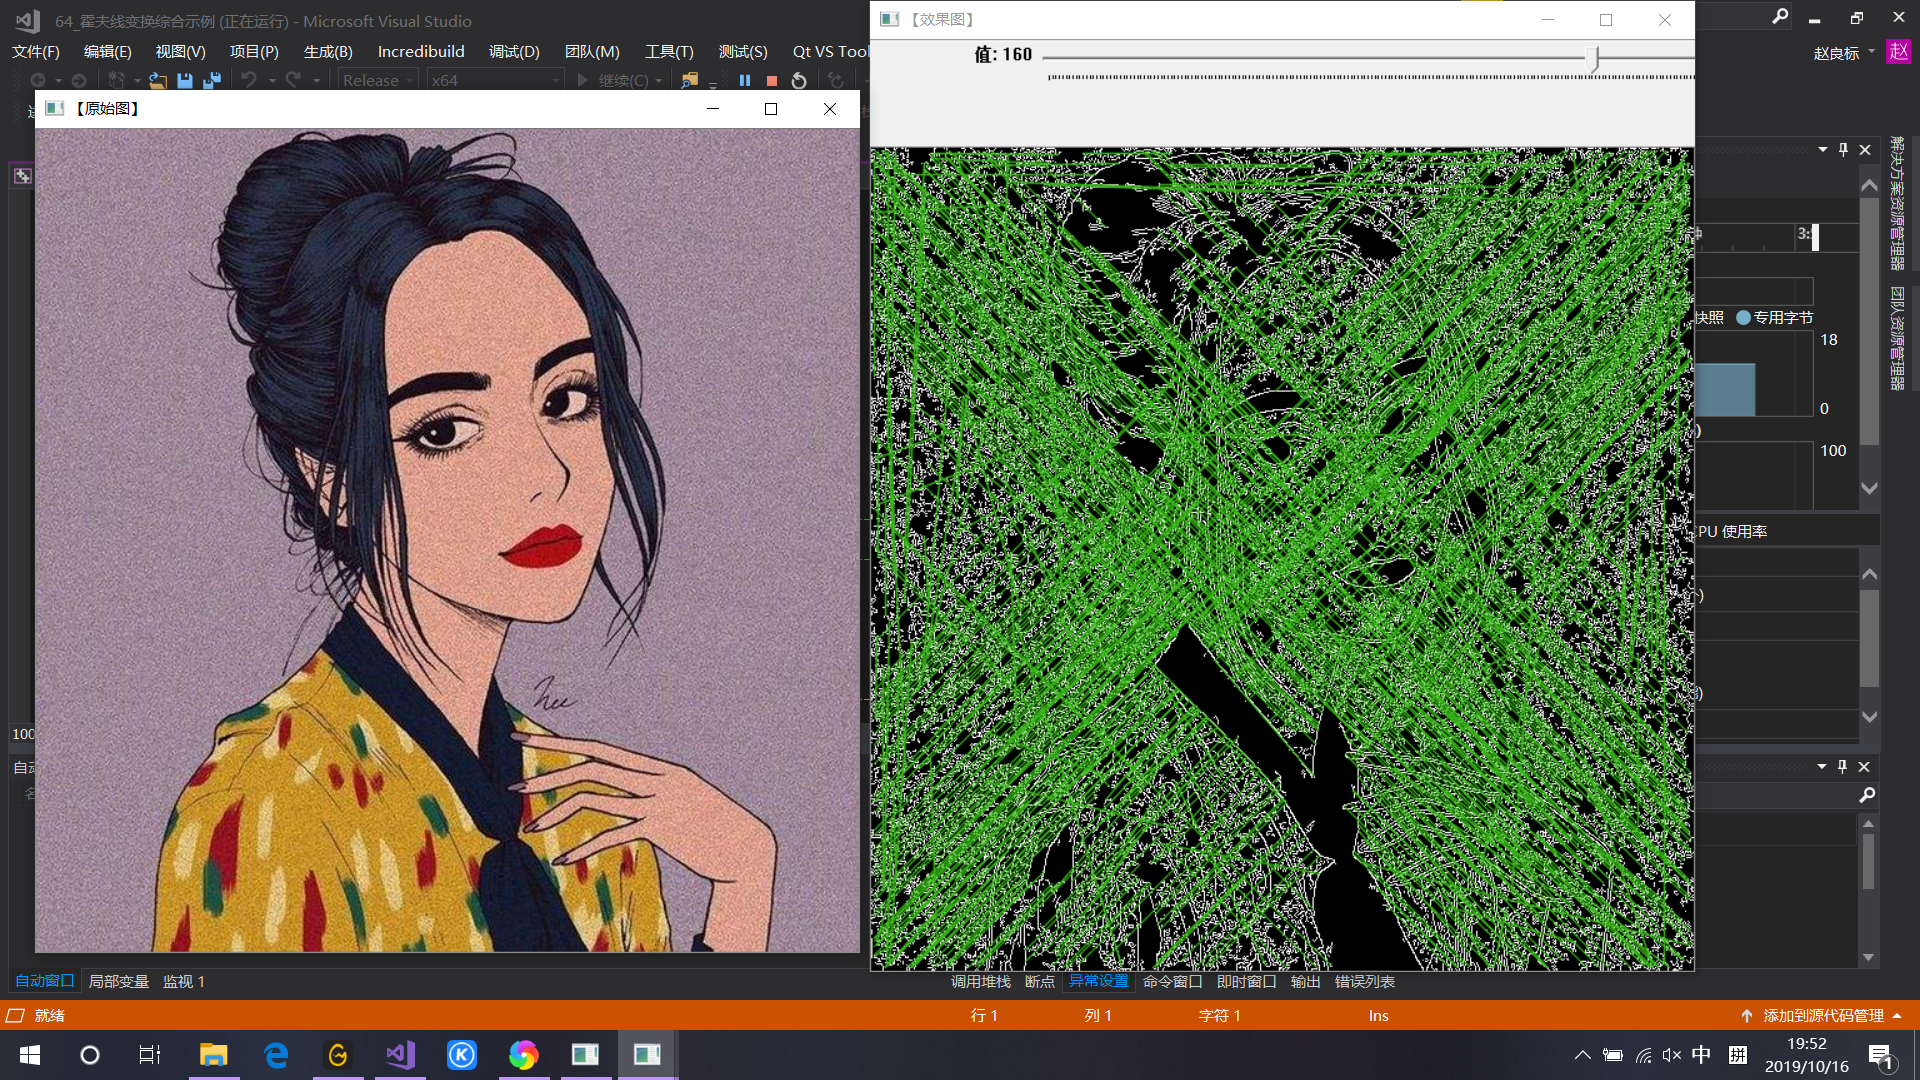 64_霍夫线变换综合示例 (正在运行) - Microsoft Visual Studio
文件(F) 编辑(E) 视图(V) 项目(P) 生成(B) Incredibuild 调试(D) 团队(M) 工具(T) 测试(S) Qt VS Tool
赵良标 赵
Release x64 继续(C)
【原始图】
【效果图】
值: 160
解决方案资源管理器
团队资源管理器
快照 专用字节
18
0
100
CPU 使用率
100
自动窗口 局部变量 监视 1
调用堆栈 断点 异常设置 命令窗口 即时窗口 输出 错误列表
就绪
行 1 列 1 字符 1 Ins
添加到源代码管理
中 拼
19:52
2019/10/16
1